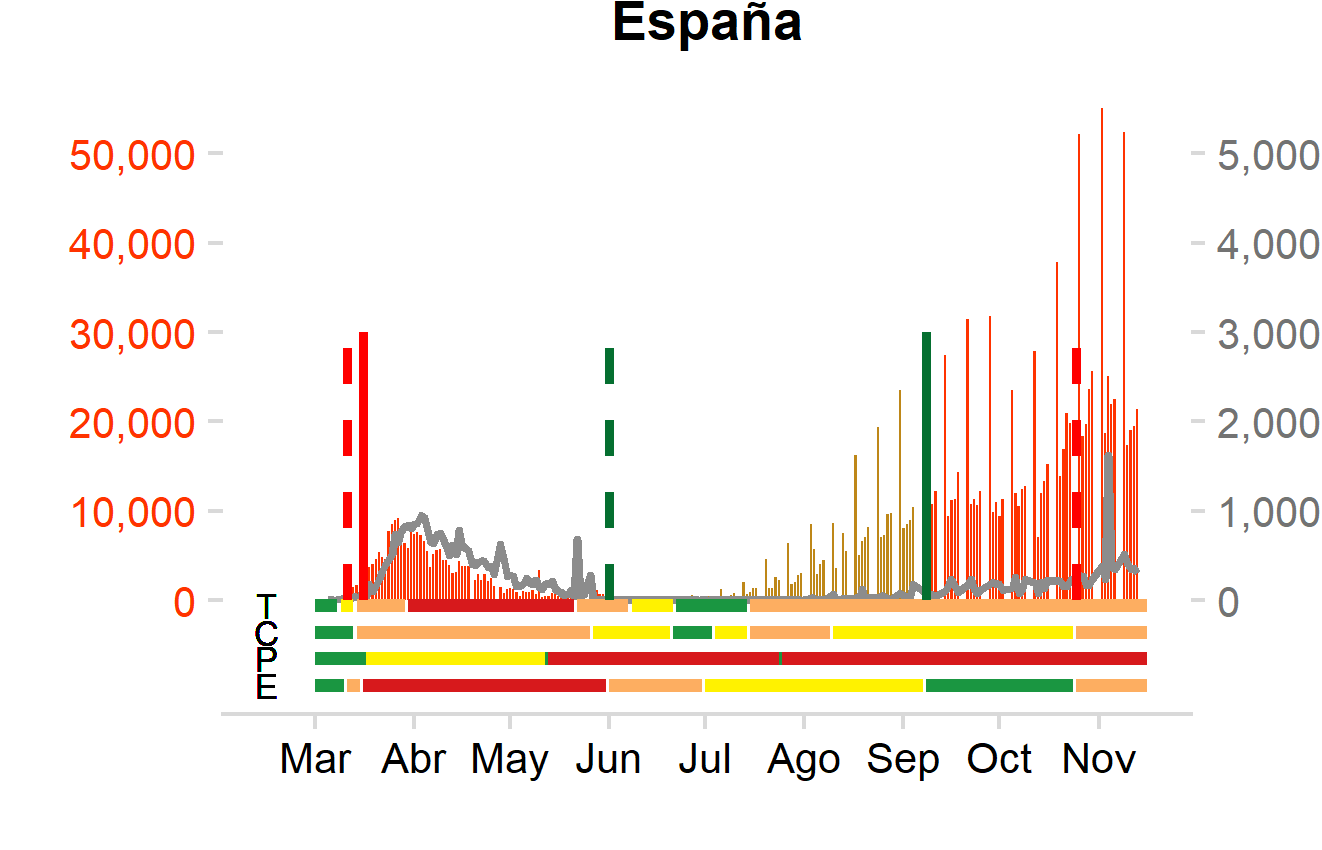 España
50,000 5,000
40,000 4,000
30,000 3,000
20,000 2,000
10,000 1,000
0 0
T
C
P
E
Mar Abr May Jun Jul Ago Sep Oct Nov